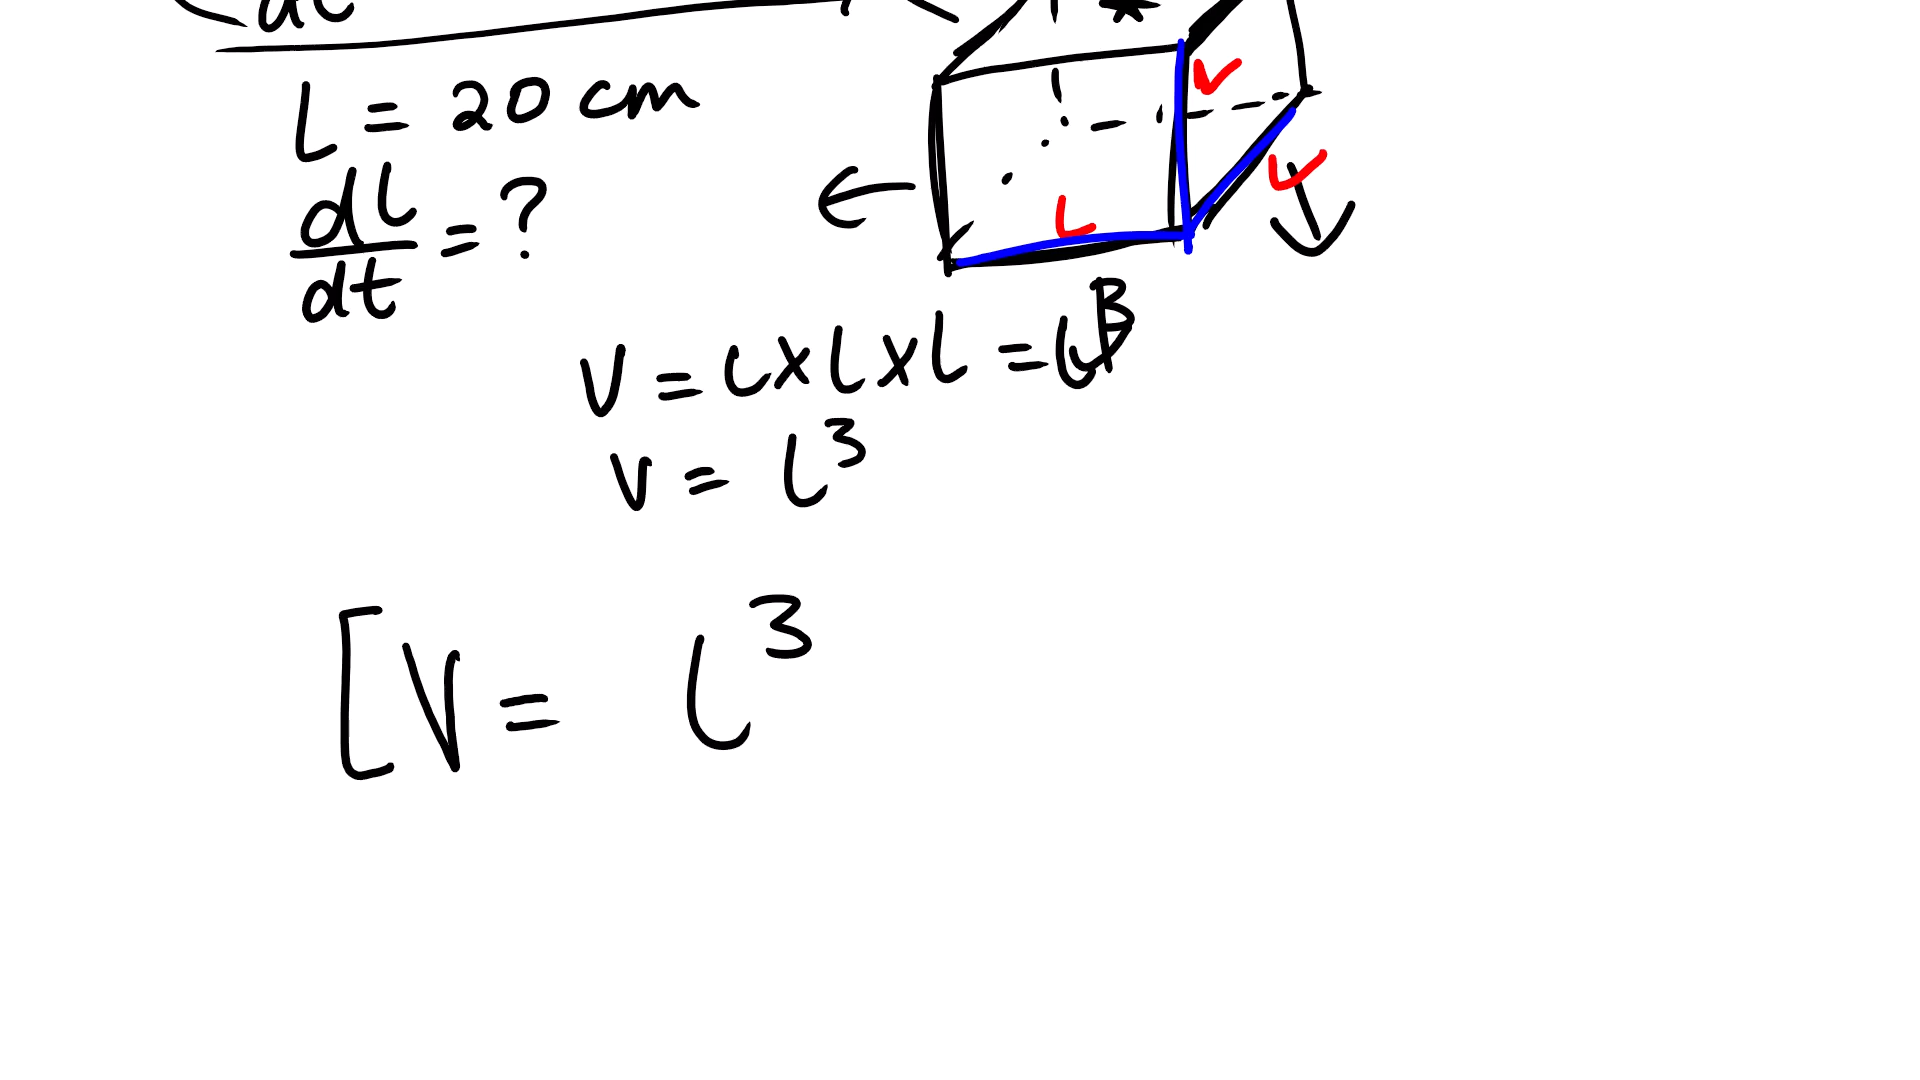 L = 20 cm
dL/dt = ?
L
L
L
V = L x L x L = L³
V = L³
[V = L³